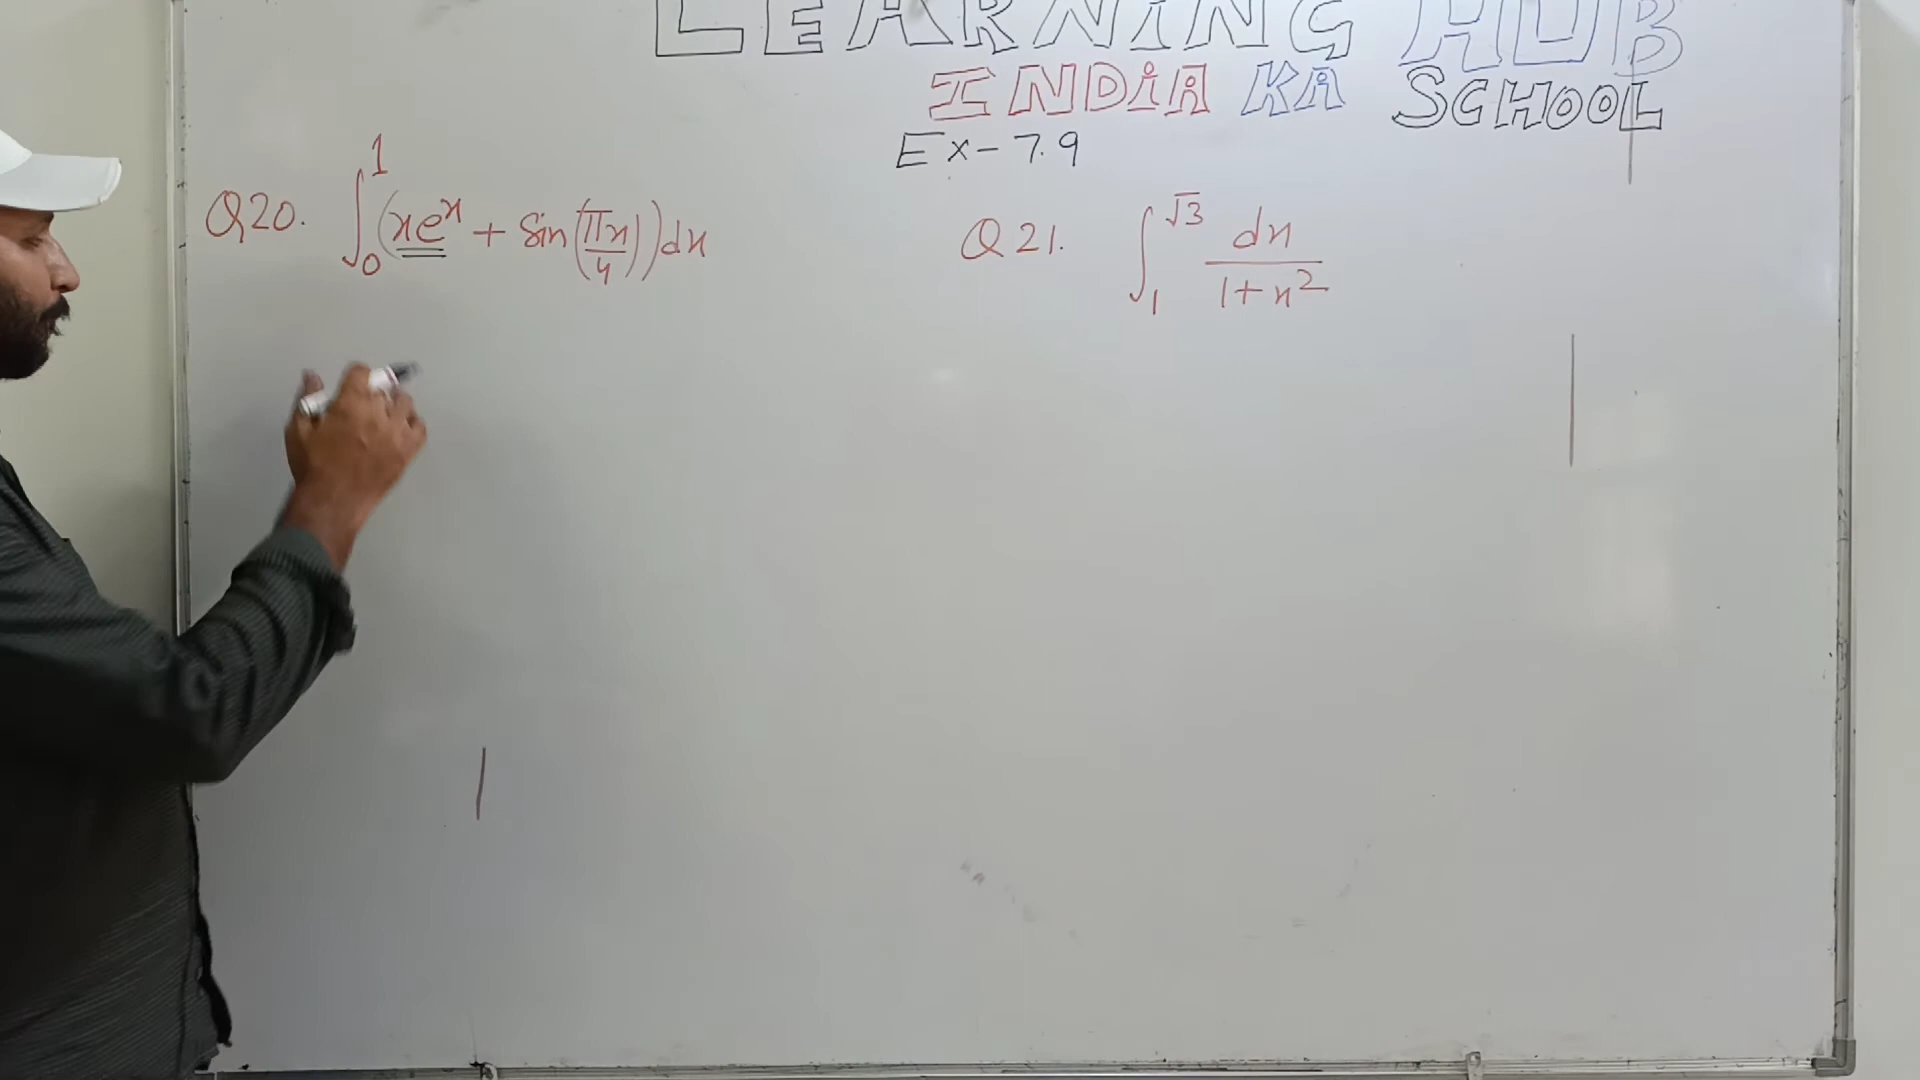 LEARNING HUB
INDIA KA SCHOOL
Ex-7.9
Q20. ∫₀¹ (xeˣ + Sin(πx/4))dx
Q21. ∫₁^√3 dx/(1+x²)